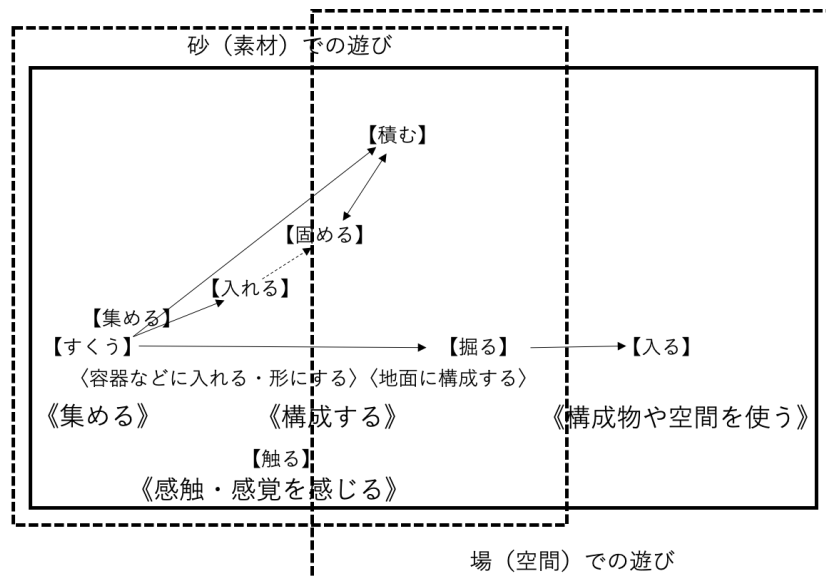 砂（素材）での遊び
【積む】
【固める】
【入れる】
【集める】
【すくう】
【掘る】
【入る】
〈容器などに入れる・形にする〉〈地面に構成する〉
《集める》
《構成する》
《構成物や空間を使う》
【触る】
《感触・感覚を感じる》
場（空間）での遊び